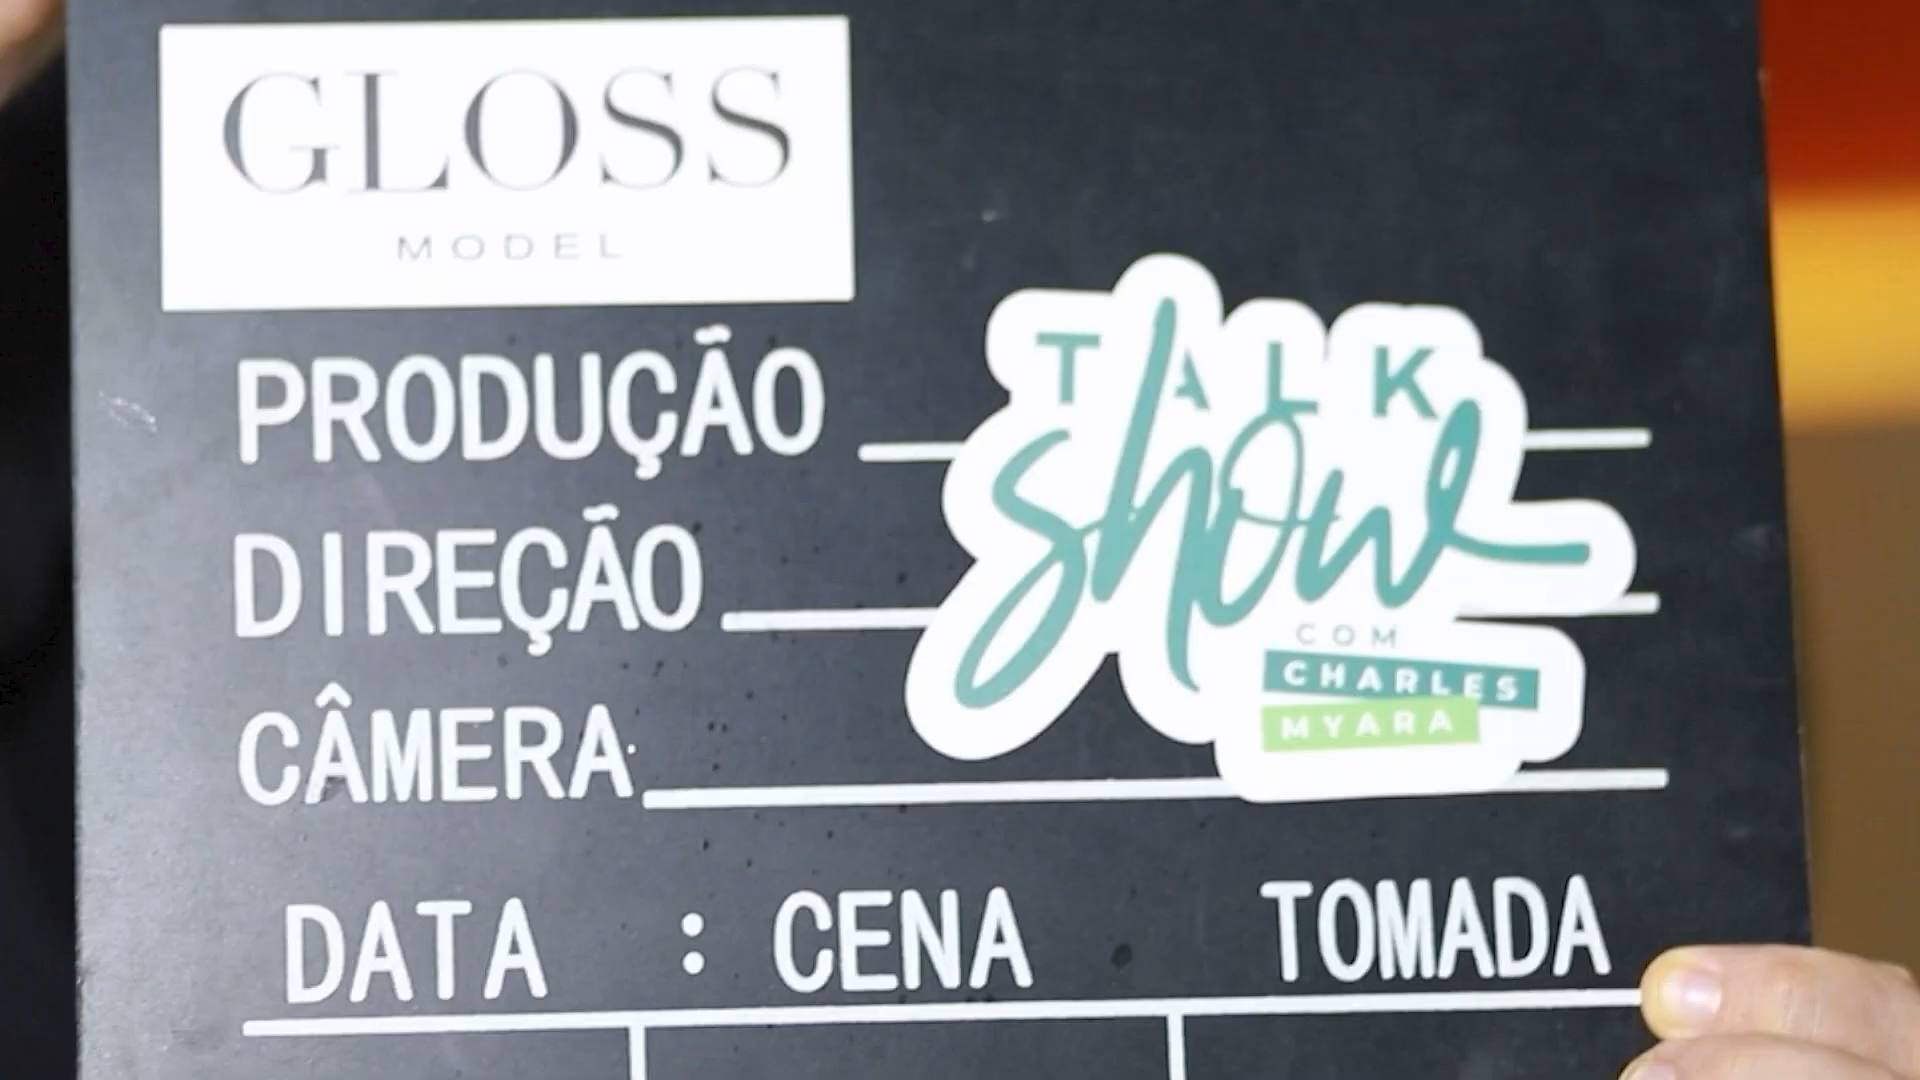 GLOSS
MODEL
PRODUÇÃO
DIREÇÃO
CÂMERA
TALK
show
COM
CHARLES
MYARA
DATA : CENA TOMADA